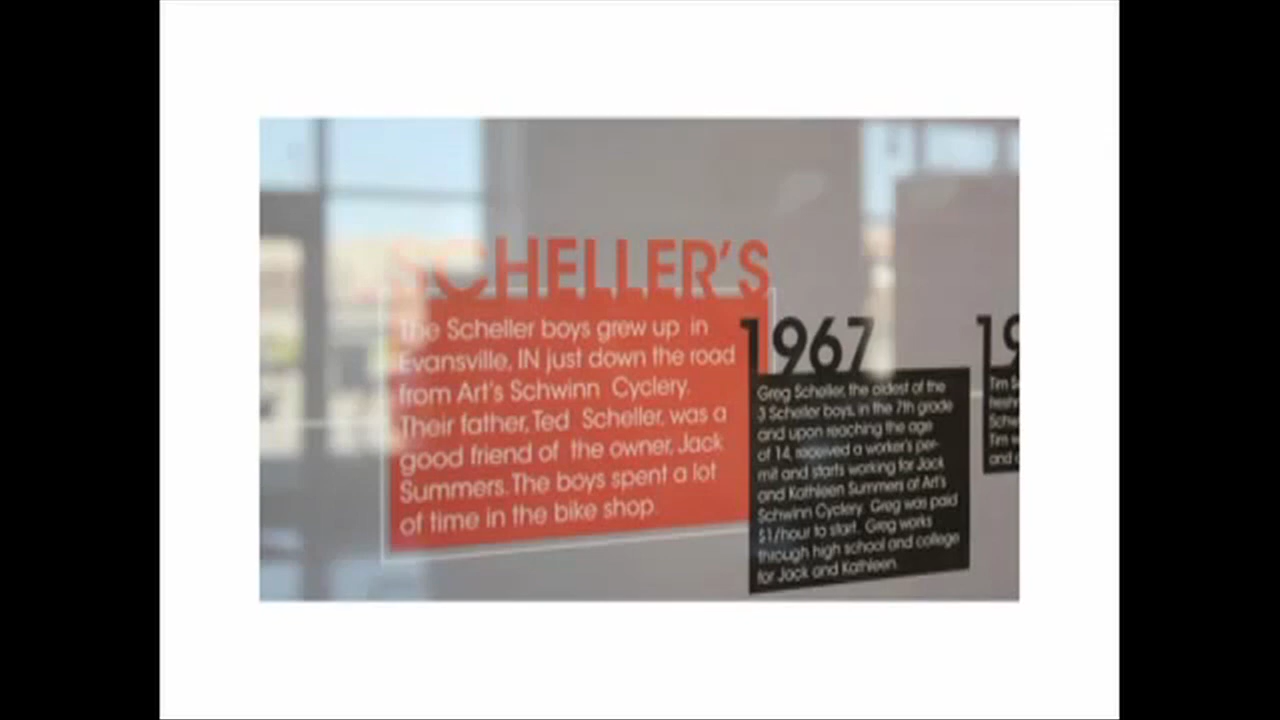 SCHELLER'S
The Scheller boys grew up in
Evansville, IN just down the road
from Art's Schwinn Cyclery.
Their father, Ted Scheller, was a
good friend of the owner, Jack
Summers. The boys spent a lot
of time in the bike shop.
1967
Greg Scheller, the oldest of the
3 Scheller boys, in the 7th grade
and upon reaching the age
of 14, received a worker's per-
mit and starts working for Jack
and Kathleen Summers of Art's
Schwinn Cyclery. Greg was paid
$1/hour to start. Greg works
through high school and college
for Jack and Kathleen.
19
Tim